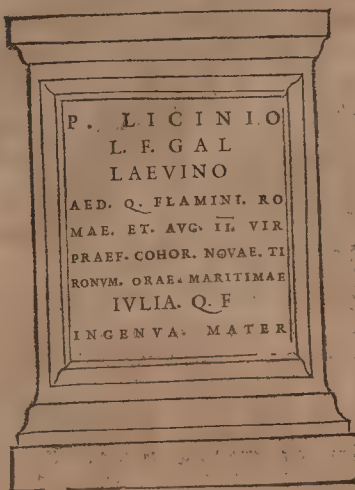 P. LICINIO
L. F. GAL
LAEVINO
AED. Q. FLAMINI. RO
MAE. ET. AVG. II. VIR
PRAEF. COHOR. NOVAE. TI
RONVM. ORAE. MARITIMAE
IVLIA. Q. F
INGENVA. MATER